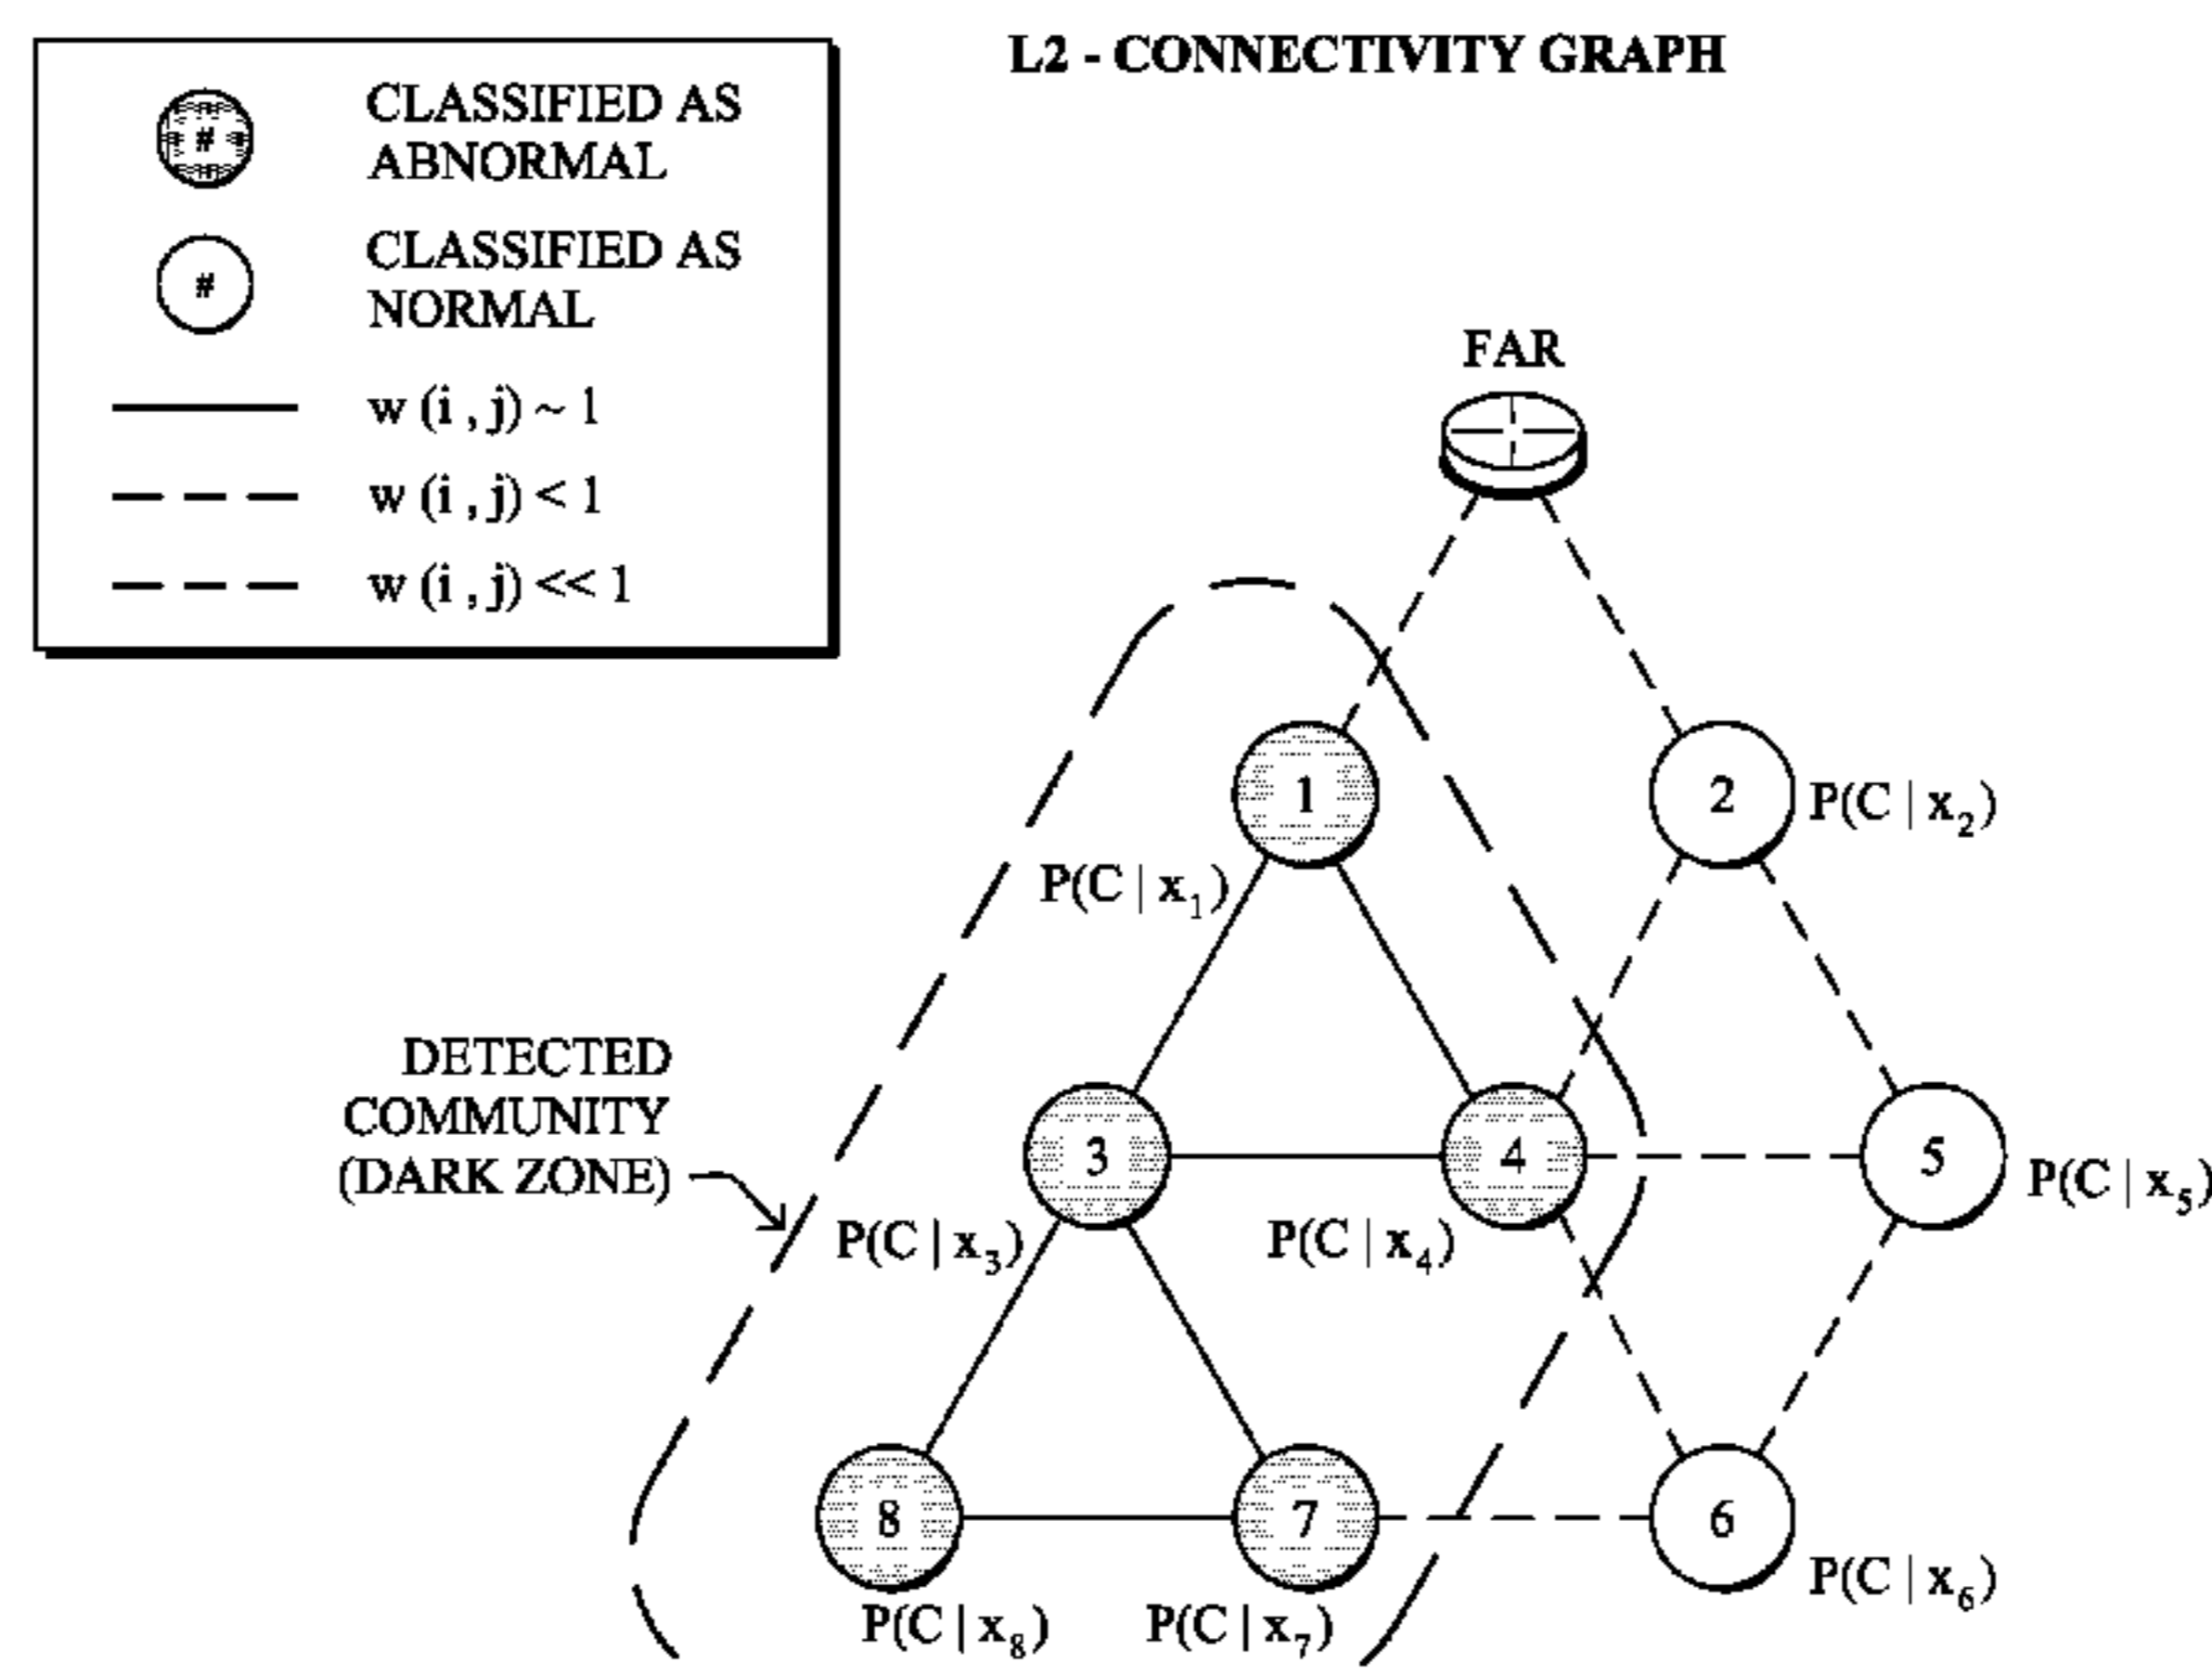 L2 - CONNECTIVITY GRAPH
#
CLASSIFIED AS
ABNORMAL
#
CLASSIFIED AS
NORMAL
w (i , j) ~ 1
w (i , j) < 1
w (i , j) << 1
FAR
1
P(C | x₁)
2
P(C | x₂)
DETECTED
COMMUNITY
(DARK ZONE)
3
P(C | x₃)
4
P(C | x₄)
5
P(C | x₅)
8
P(C | x₈)
7
P(C | x₇)
6
P(C | x₆)